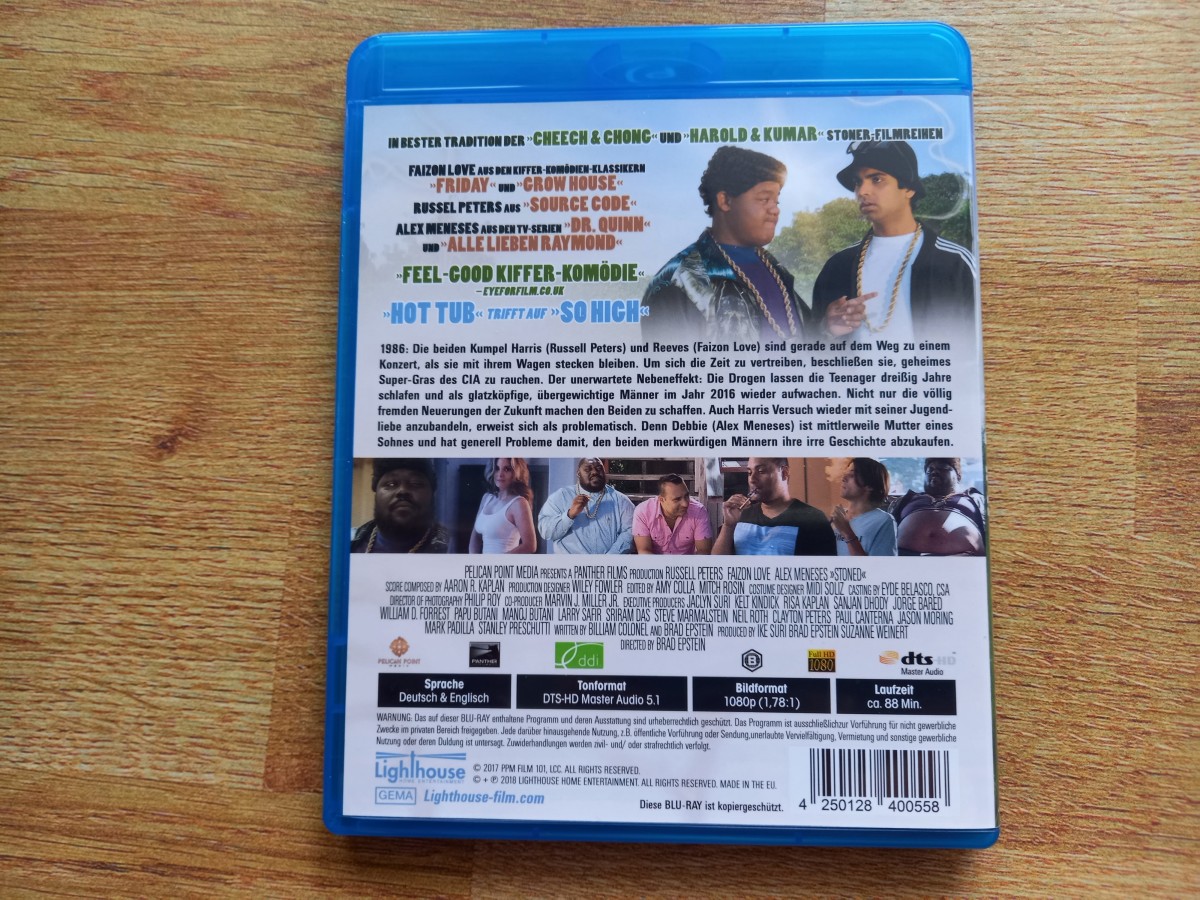 IN BESTER TRADITION DER »CHEECH & CHONG« UND »HAROLD & KUMAR« STONER-FILMREIHEN
FAIZON LOVE AUS DEN KIFFER-KOMÖDIEN-KLASSIKERN
»FRIDAY« UND »GROW HOUSE«
RUSSEL PETERS AUS »SOURCE CODE«
ALEX MENESES AUS DEN TV-SERIEN »DR. QUINN«
UND »ALLE LIEBEN RAYMOND«
»FEEL-GOOD KIFFER-KOMÖDIE«
–EYEFORFILM.CO.UK
»HOT TUB« TRIFFT AUF »SO HIGH«
1986: Die beiden Kumpel Harris (Russell Peters) und Reeves (Faizon Love) sind gerade auf dem Weg zu einem
Konzert, als sie mit ihrem Wagen stecken bleiben. Um sich die Zeit zu vertreiben, beschließen sie, geheimes
Super-Gras des CIA zu rauchen. Der unerwartete Nebeneffekt: Die Drogen lassen die Teenager dreißig Jahre
schlafen und als glatzköpfige, übergewichtige Männer im Jahr 2016 wieder aufwachen. Nicht nur die völlig
fremden Neuerungen der Zukunft machen den Beiden zu schaffen. Auch Harris Versuch wieder mit seiner Jugend-
liebe anzubandeln, erweist sich als problematisch. Denn Debbie (Alex Meneses) ist mittlerweile Mutter eines
Sohnes und hat generell Probleme damit, den beiden merkwürdigen Männern ihre irre Geschichte abzukaufen.
PELICAN POINT MEDIA PRESENTS A PANTHER FILMS PRODUCTION RUSSELL PETERS FAIZON LOVE ALEX MENESES »STONED«
SCORE COMPOSED BY AARON R. KAPLAN PRODUCTION DESIGNER WILEY FOWLER EDITED BY AMY COLLA MITCH ROSIN COSTUME DESIGNER MIDI SOLIZ CASTING BY EYDE BELASCO, CSA
DIRECTOR OF PHOTOGRAPHY PHILIP ROY CO-PRODUCER MARVIN J. MILLER JR. EXECUTIVE PRODUCERS JACLYN SURI KELT KINDICK RISA KAPLAN SANJAN DHODY JORGE BARED
WILLIAM D. FORREST PAPU BUTANI MANOJ BUTANI LARRY SAFIR SRIRAM DAS STEVE MARMALSTEIN NEIL ROTH CLAYTON PETERS PAUL CANTERNA JASON MORING
MARK PADILLA STANLEY PRESCHUTTI WRITTEN BY BILLIAM COLONEL AND BRAD EPSTEIN PRODUCED BY IKE SURI BRAD EPSTEIN SUZANNE WEINERT
DIRECTED BY BRAD EPSTEIN
PELICAN POINT
MEDIA
PANTHER
ddi
B
Full HD
1080
dts-HD
Master Audio
Sprache
Deutsch & Englisch
Tonformat
DTS-HD Master Audio 5.1
Bildformat
1080p (1,78:1)
Laufzeit
ca. 88 Min.
WARNUNG: Das auf dieser BLU-RAY enthaltene Programm und deren Ausstattung sind urheberrechtlich geschützt. Das Programm ist ausschließlichzur Vorführung für nicht gewerbliche
Zwecke im privaten Bereich freigegeben. Jede darüber hinausgehende Nutzung, z.B. öffentliche Vorführung oder Sendung,unerlaubte Vervielfältigung, Vermietung und sonstige gewerbliche
Nutzung oder deren Duldung ist untersagt. Zuwiderhandlungen werden zivil- und/ oder strafrechtlich verfolgt.
Lighthouse
HOME ENTERTAINMENT
© 2017 PPM FILM 101, LCC. ALL RIGHTS RESERVED.
© + ℗ 2018 LIGHTHOUSE HOME ENTERTAINMENT. ALL RIGHTS RESERVED. MADE IN THE EU.
GEMA
Lighthouse-film.com
Diese BLU-RAY ist kopiergeschützt.
4 250128 400558